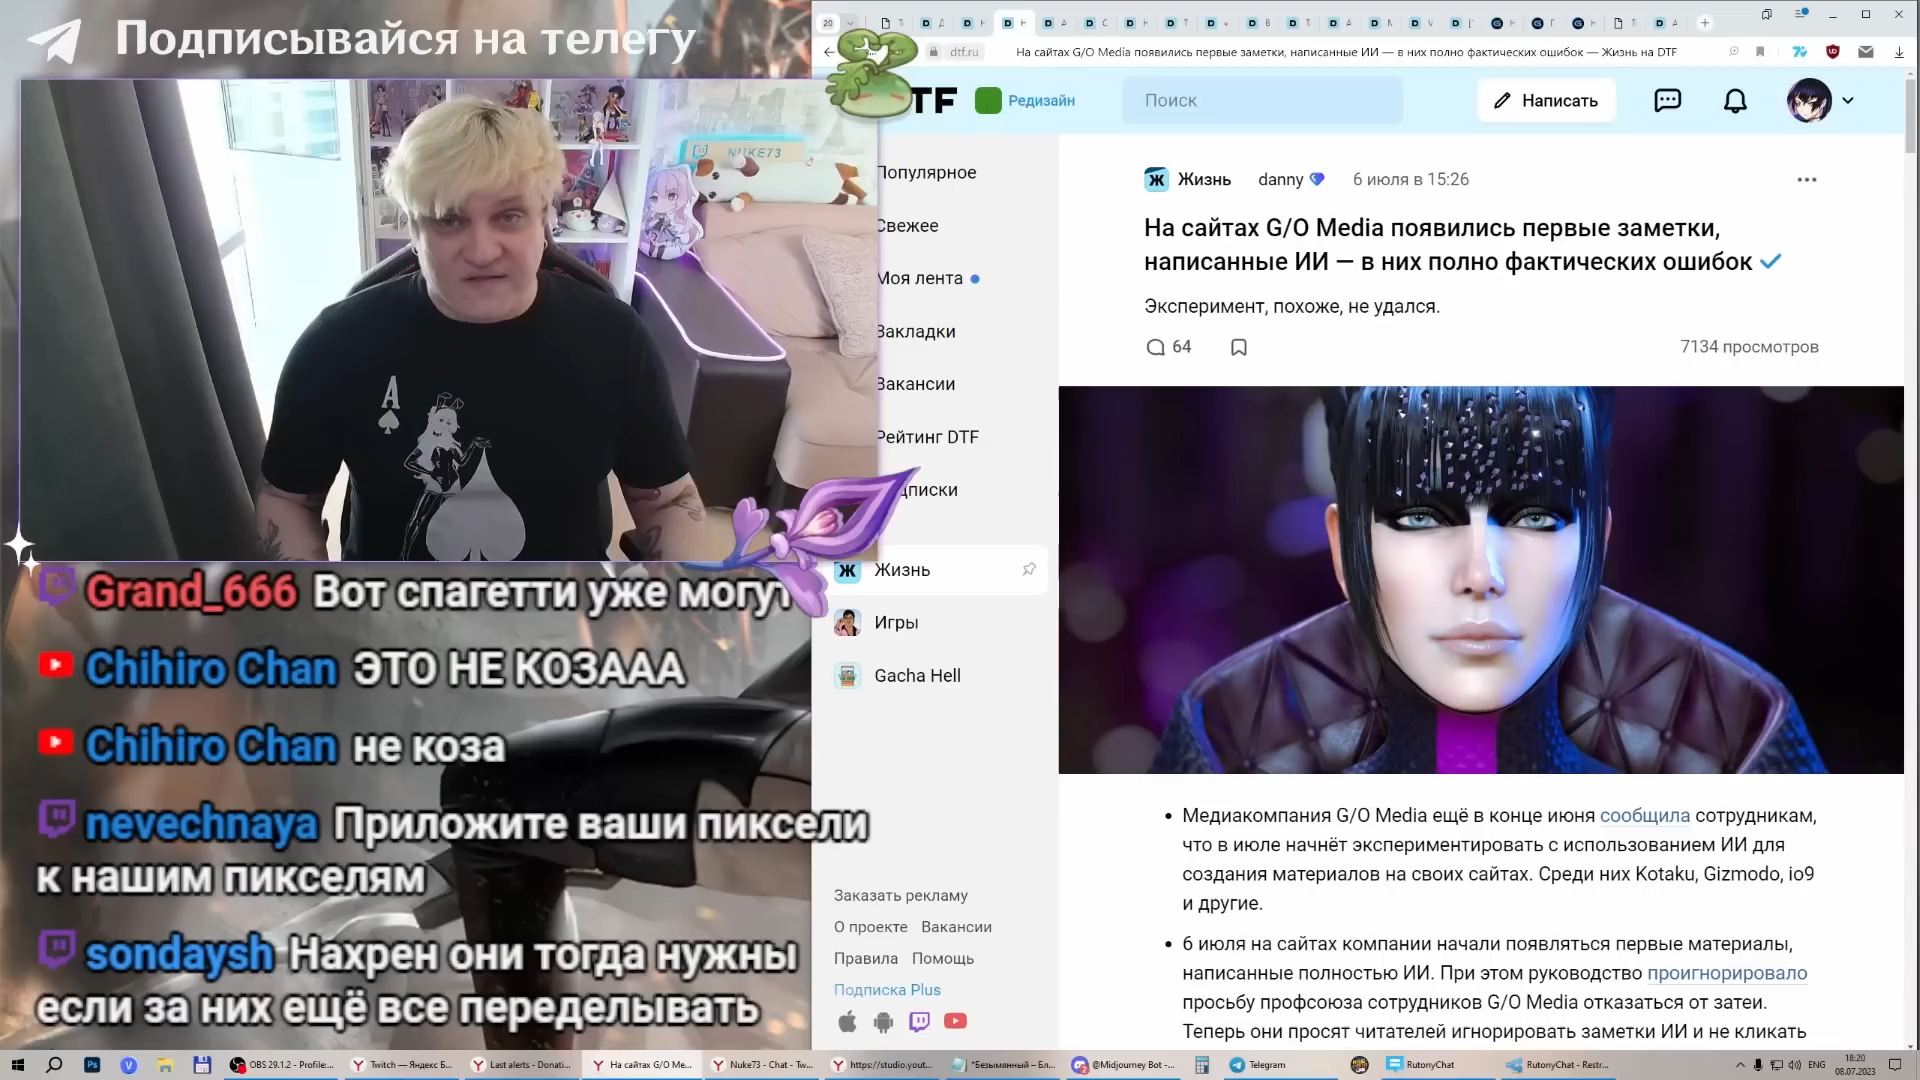 Подписывайся на телегу
NUKE73
A
Grand_666 Вот спагетти уже могут
Chihiro Chan ЭТО НЕ КОЗААА
Chihiro Chan не коза
nevechnaya Приложите ваши пиксели
к нашим пикселям
sondaysh Нахрен они тогда нужны
если за них ещё все переделывать
20
dtf.ru
На сайтах G/O Media появились первые заметки, написанные ИИ — в них полно фактических ошибок — Жизнь на DTF
TF
Редизайн
Поиск
Написать
Популярное
Свежее
Моя лента
Закладки
Вакансии
Рейтинг DTF
Ж Жизнь
Игры
Gacha Hell
Заказать рекламу
О проекте Вакансии
Правила Помощь
Подписка Plus
Ж Жизнь danny 6 июля в 15:26
На сайтах G/O Media появились первые заметки,
написанные ИИ — в них полно фактических ошибок
Эксперимент, похоже, не удался.
64
7134 просмотров
• Медиакомпания G/O Media ещё в конце июня сообщила сотрудникам,
что в июле начнёт экспериментировать с использованием ИИ для
создания материалов на своих сайтах. Среди них Kotaku, Gizmodo, io9
и другие.
• 6 июля на сайтах компании начали появляться первые материалы,
написанные полностью ИИ. При этом руководство проигнорировало
просьбу профсоюза сотрудников G/O Media отказаться от затеи.
Теперь они просят читателей игнорировать заметки ИИ и не кликать
OBS 29.1.2 - Profile...
Twitch — Яндекс Б...
Last alerts - Donati...
На сайтах G/O Me...
Nuke73 - Chat - Tw...
https://studio.yout...
*Безымянный – Бл...
@Midjourney Bot -...
Telegram
RutonyChat
RutonyChat - Restr...
ENG
18:20
08.07.2023